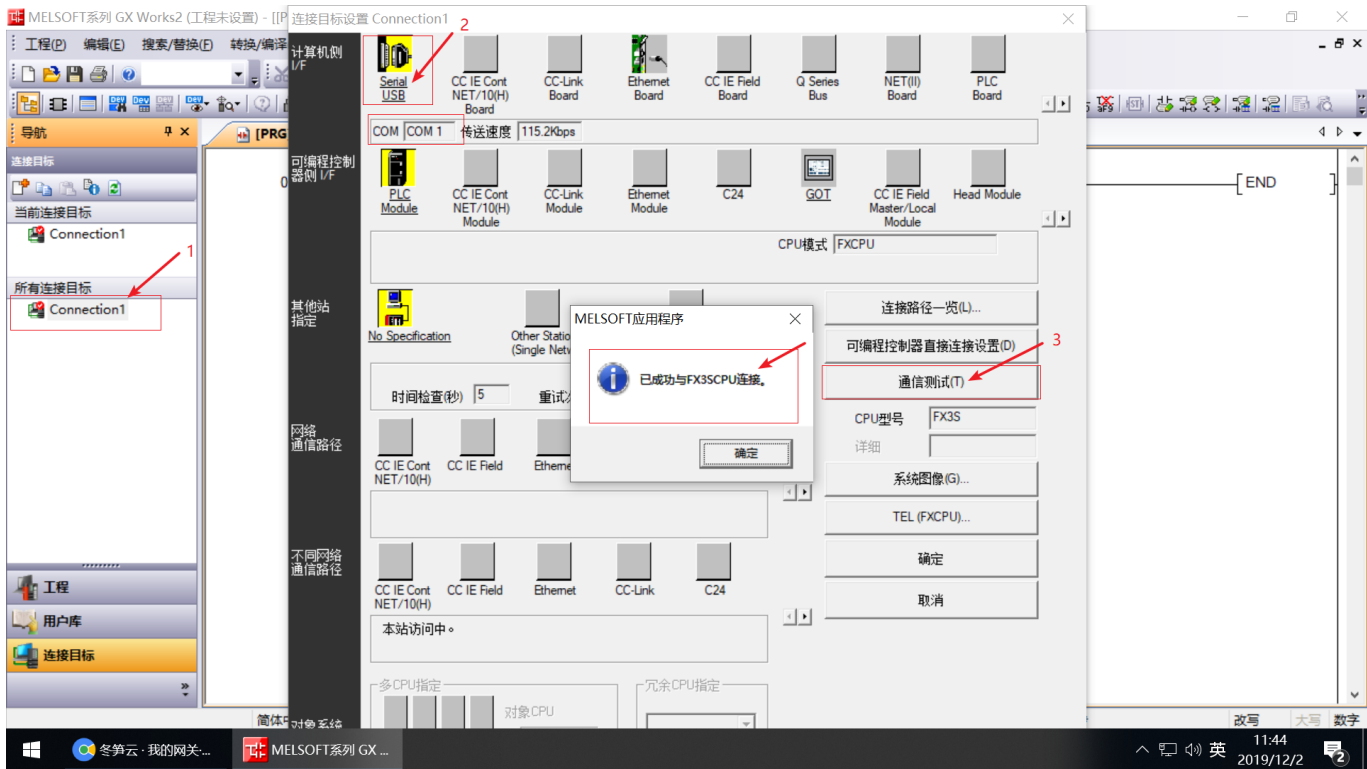 MELSOFT系列 GX Works2 (工程未设置) - [[P
连接目标设置 Connection1
工程(P) 编辑(E) 搜索/替换(F) 转换/编译
2
导航
[PRG
连接目标
当前连接目标
Connection1
1
所有连接目标
Connection1
工程
用户库
连接目标
计算机侧
I/F
Serial
USB
CC IE Cont
NET/10(H)
Board
CC-Link
Board
Ethernet
Board
CC IE Field
Board
Q Series
Bus
NET(II)
Board
PLC
Board
COM COM 1 传送速度 115.2Kbps
可编程控制
器侧 I/F
PLC
Module
CC IE Cont
NET/10(H)
Module
CC-Link
Module
Ethernet
Module
C24
GOT
CC IE Field
Master/Local
Module
Head Module
CPU模式 FXCPU
0
END
其他站
指定
No Specification
Other Statio
(Single Netw
时间检查(秒) 5 重试次
MELSOFT应用程序
已成功与FX3SCPU连接。
确定
连接路径一览(L)...
可编程控制器直接连接设置(D)
3
通信测试(T)
CPU型号 FX3S
详细
系统图像(G)...
TEL (FXCPU)...
确定
取消
网络
通信路径
CC IE Cont
NET/10(H)
CC IE Field
Etherne
不同网络
通信路径
CC IE Cont
NET/10(H)
CC IE Field
Ethernet
CC-Link
C24
本站访问中。
多CPU指定
冗余CPU指定
对象CPU
对象系统
简体中
改写 大写 数字
冬笋云 · 我的网关·...
MELSOFT系列 GX ...
英
11:44
2019/12/2
2